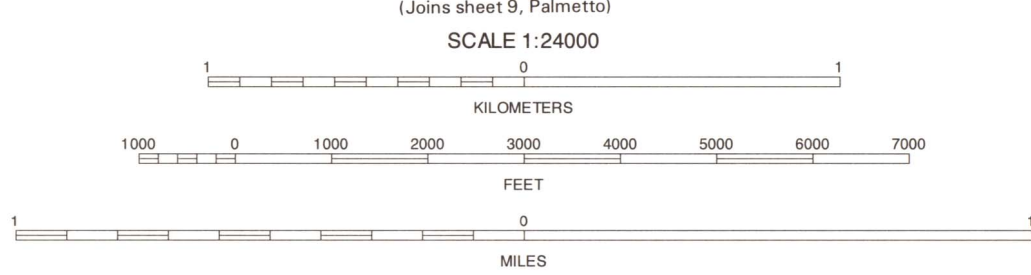 (Joins sheet 9, Palmetto)
SCALE 1:24000
1 0 1
KILOMETERS
1000 0 1000 2000 3000 4000 5000 6000 7000
FEET
1 0 1
MILES